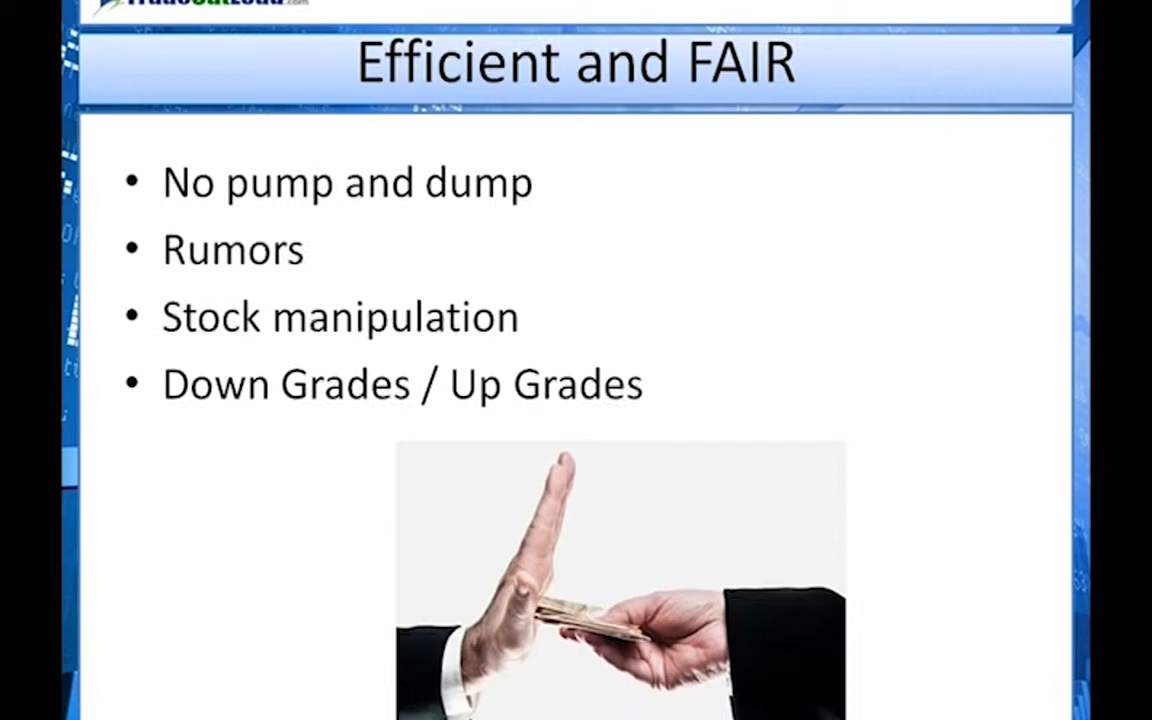 Efficient and FAIR
• No pump and dump
• Rumors
• Stock manipulation
• Down Grades / Up Grades